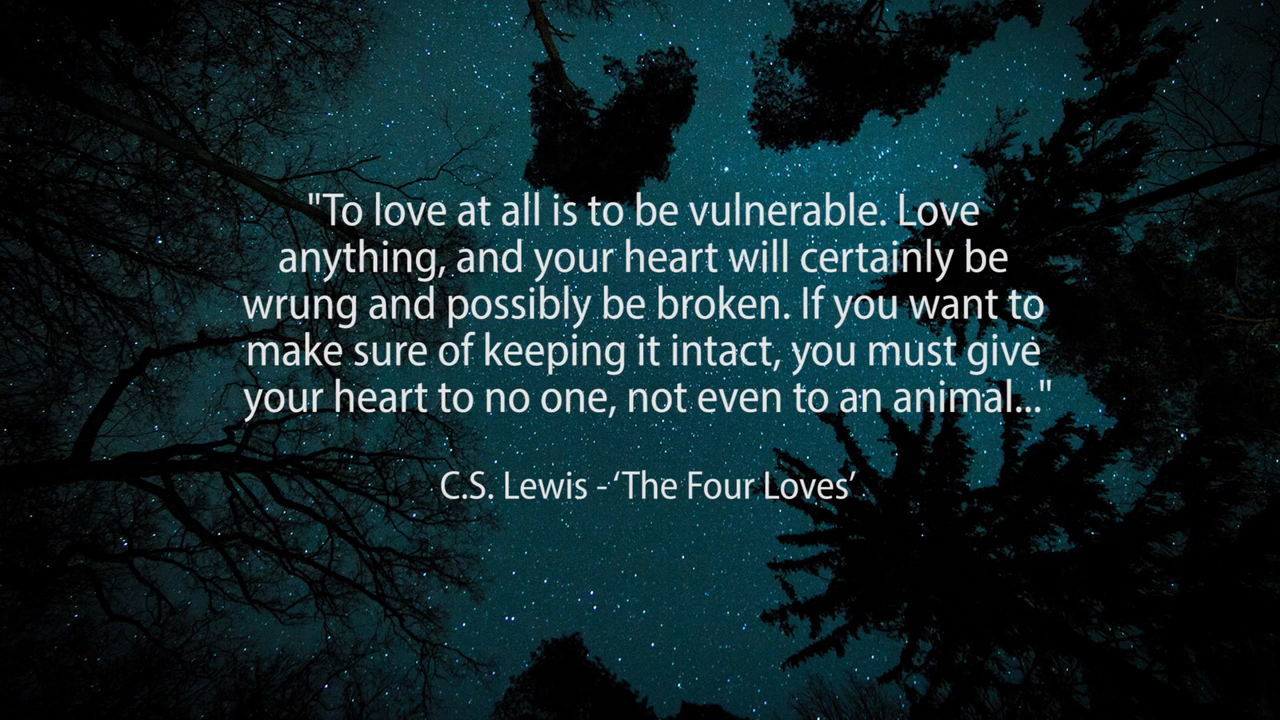 "To love at all is to be vulnerable. Love
anything, and your heart will certainly be
wrung and possibly be broken. If you want to
make sure of keeping it intact, you must give
your heart to no one, not even to an animal..."
C.S. Lewis - ‘The Four Loves’